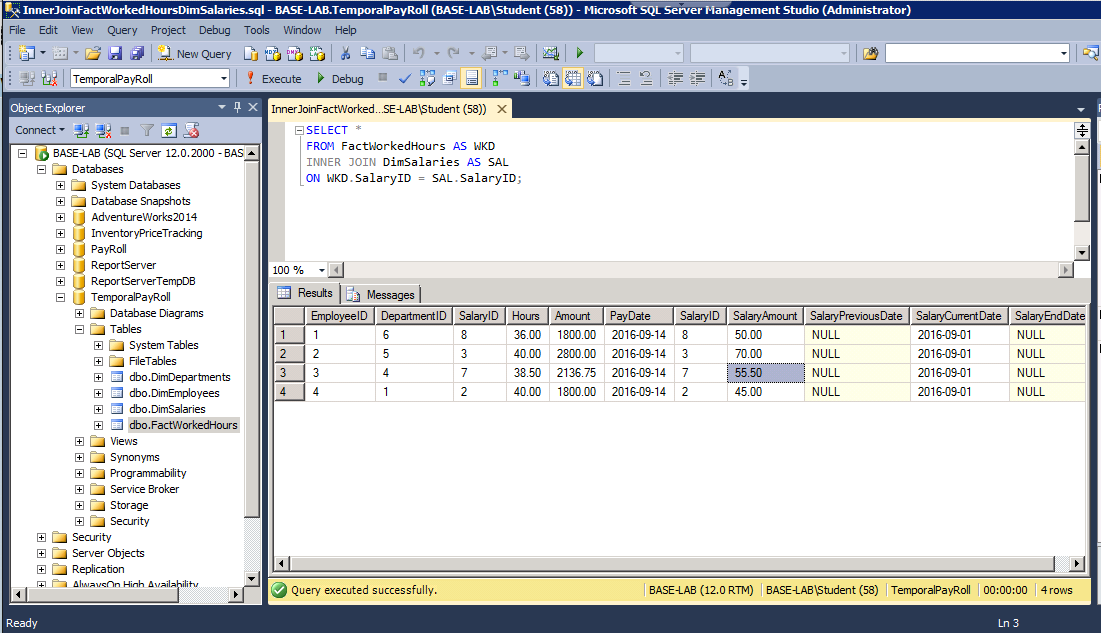 InnerJoinFactWorkedHoursDimSalaries.sql - BASE-LAB.TemporalPayRoll (BASE-LAB\Student (58)) - Microsoft SQL Server Management Studio (Administrator)
File Edit View Query Project Debug Tools Window Help
New Query
TemporalPayRoll Execute Debug
Object Explorer
Connect
BASE-LAB (SQL Server 12.0.2000 - BAS
Databases
System Databases
Database Snapshots
AdventureWorks2014
InventoryPriceTracking
PayRoll
ReportServer
ReportServerTempDB
TemporalPayRoll
Database Diagrams
Tables
System Tables
FileTables
dbo.DimDepartments
dbo.DimEmployees
dbo.DimSalaries
dbo.FactWorkedHours
Views
Synonyms
Programmability
Service Broker
Storage
Security
Security
Server Objects
Replication
AlwaysOn High Availability
InnerJoinFactWorked...SE-LAB\Student (58))
SELECT *
FROM FactWorkedHours AS WKD
INNER JOIN DimSalaries AS SAL
ON WKD.SalaryID = SAL.SalaryID;
100 %
Results Messages
EmployeeID DepartmentID SalaryID Hours Amount PayDate SalaryID SalaryAmount SalaryPreviousDate SalaryCurrentDate SalaryEndDate
1 1 6 8 36.00 1800.00 2016-09-14 8 50.00 NULL 2016-09-01 NULL
2 2 5 3 40.00 2800.00 2016-09-14 3 70.00 NULL 2016-09-01 NULL
3 3 4 7 38.50 2136.75 2016-09-14 7 55.50 NULL 2016-09-01 NULL
4 4 1 2 40.00 1800.00 2016-09-14 2 45.00 NULL 2016-09-01 NULL
Query executed successfully. BASE-LAB (12.0 RTM) BASE-LAB\Student (58) TemporalPayRoll 00:00:00 4 rows
Ready Ln 3